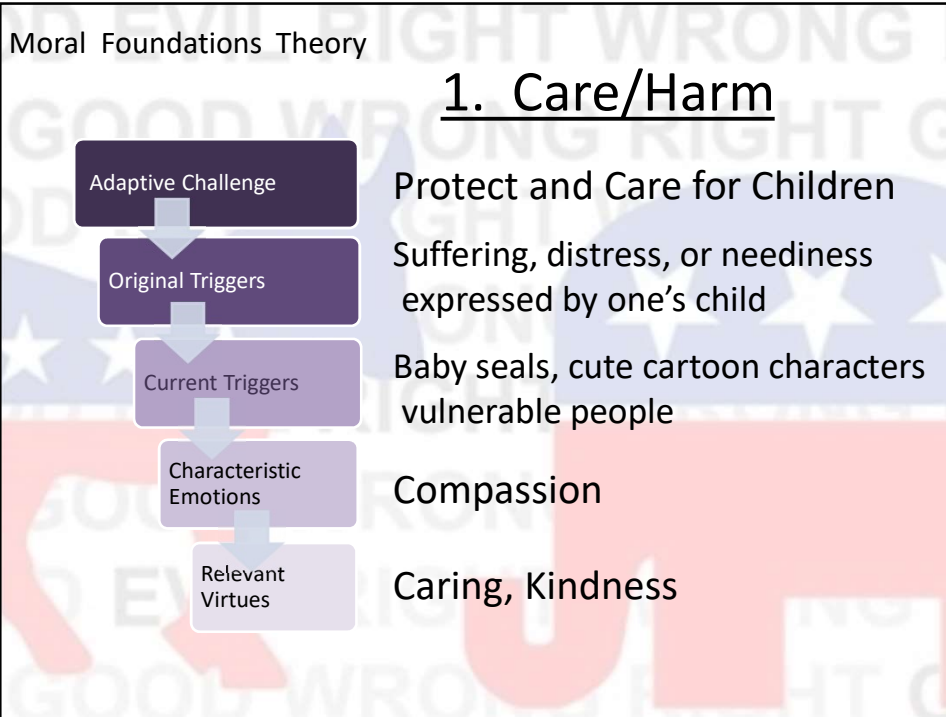 Moral Foundations Theory
1. Care/Harm
Adaptive Challenge
Protect and Care for Children
Original Triggers
Suffering, distress, or neediness
expressed by one’s child
Current Triggers
Baby seals, cute cartoon characters
vulnerable people
Characteristic
Emotions
Compassion
Relevant
Virtues
Caring, Kindness